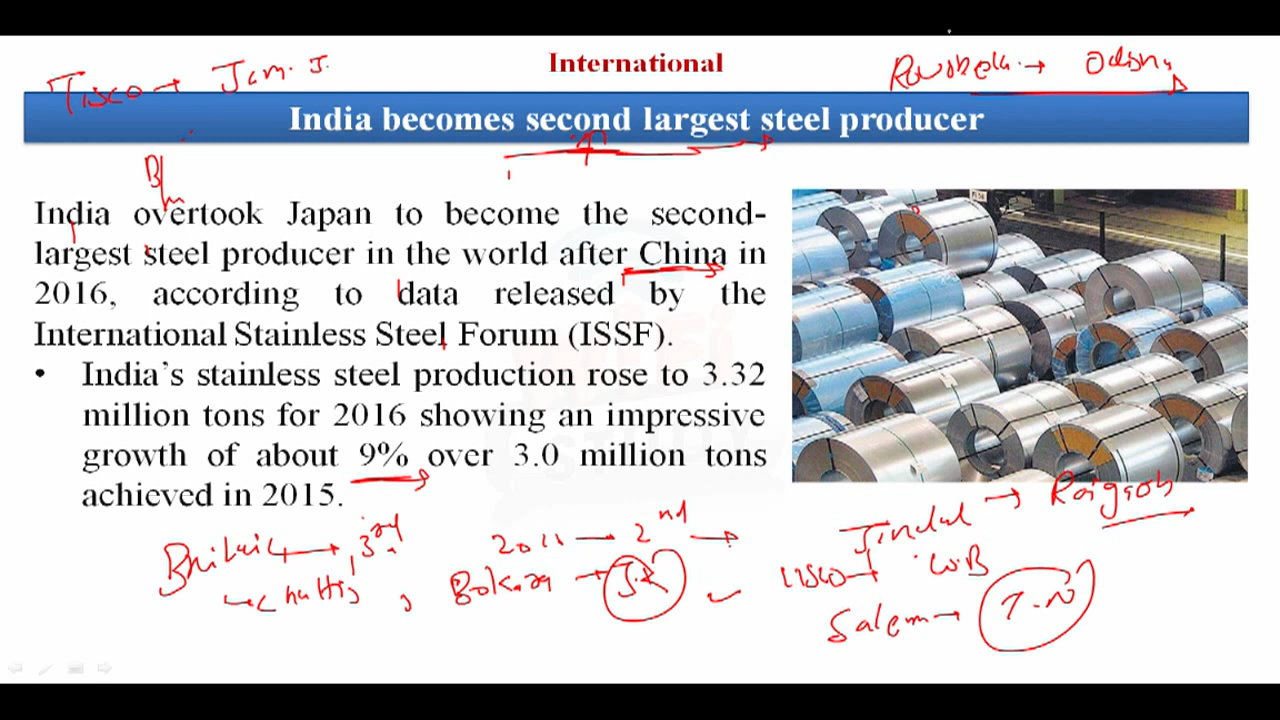 International
Tisco → Jam. J.
Rourkela → Odisha
India becomes second largest steel producer
India overtook Japan to become the second-
largest steel producer in the world after China in
2016, according to data released by the
International Stainless Steel Forum (ISSF).
• India's stainless steel production rose to 3.32
million tons for 2016 showing an impressive
growth of about 9% over 3.0 million tons
achieved in 2015.
Jindal → Raigarh
Bhilai → 3rd
2011 → 2nd →
Bokaro → J.K
IISCO → W.B
Salem → T.N